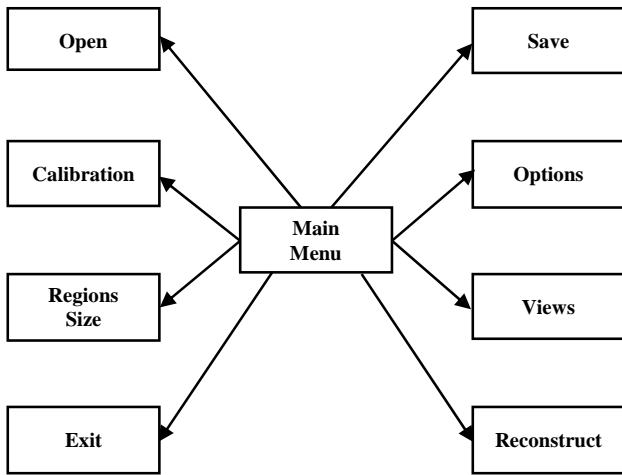 Open
Save
Calibration
Options
Main
Menu
Regions
Size
Views
Exit
Reconstruct